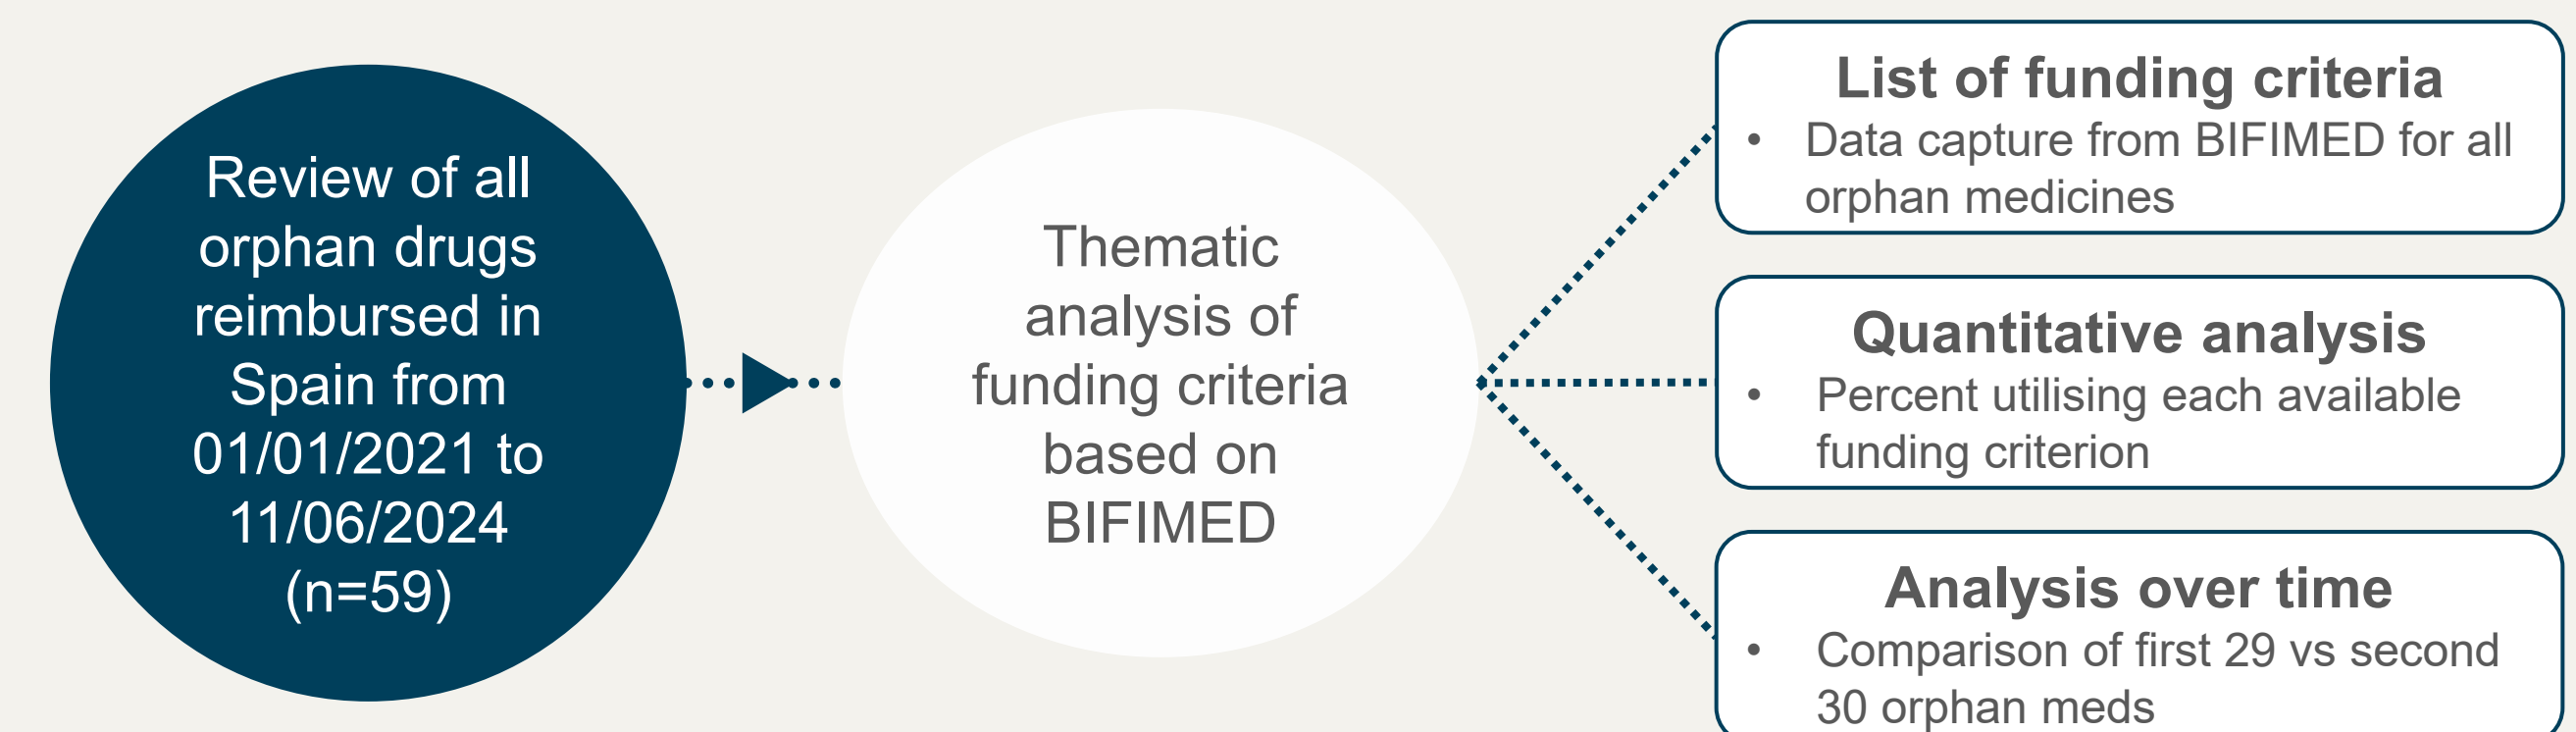 Review of all
orphan drugs
reimbursed in
Spain from
01/01/2021 to
11/06/2024
(n=59)
Thematic
analysis of
funding criteria
based on
BIFIMED
List of funding criteria
• Data capture from BIFIMED for all
orphan medicines
Quantitative analysis
• Percent utilising each available
funding criterion
Analysis over time
• Comparison of first 29 vs second
30 orphan meds